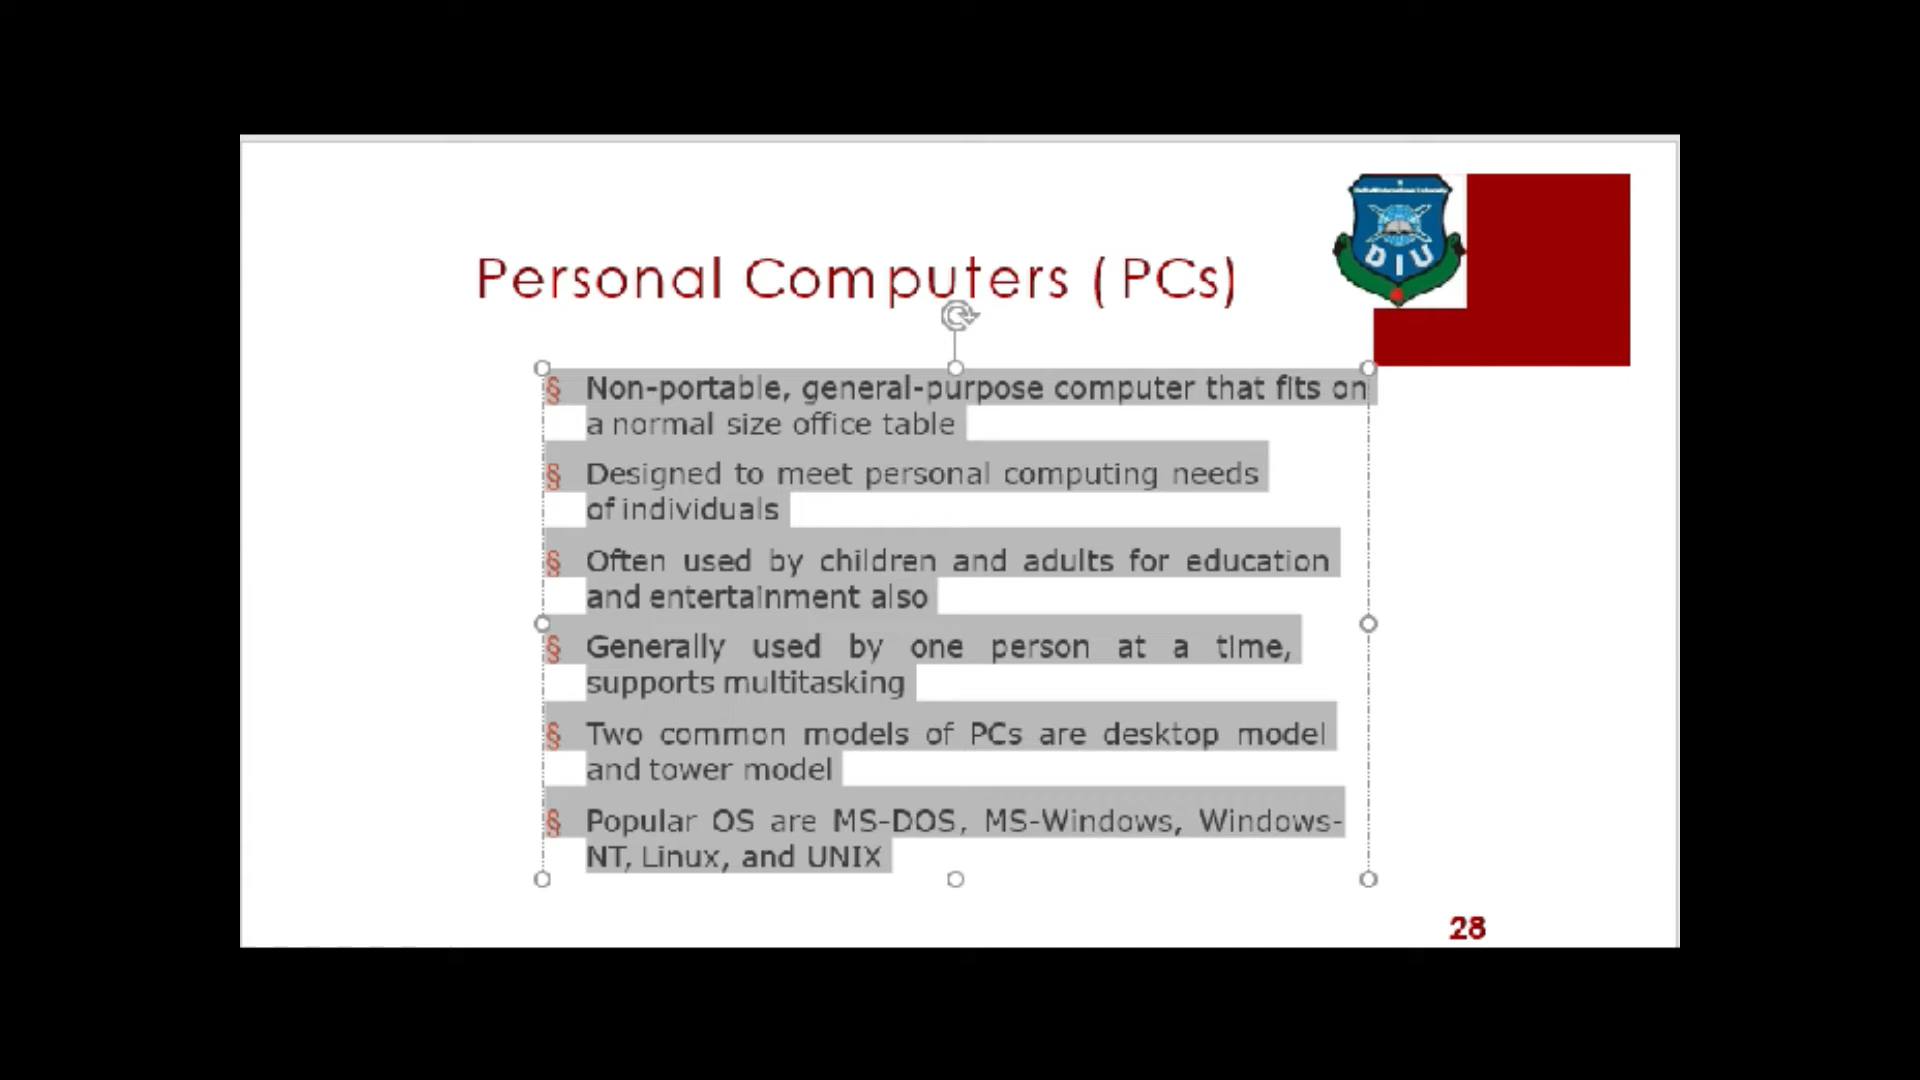 Personal Computers ( PCs)
DIU
§ Non-portable, general-purpose computer that fits on
a normal size office table
§ Designed to meet personal computing needs
of individuals
§ Often used by children and adults for education
and entertainment also
§ Generally used by one person at a time,
supports multitasking
§ Two common models of PCs are desktop model
and tower model
§ Popular OS are MS-DOS, MS-Windows, Windows-
NT, Linux, and UNIX
28